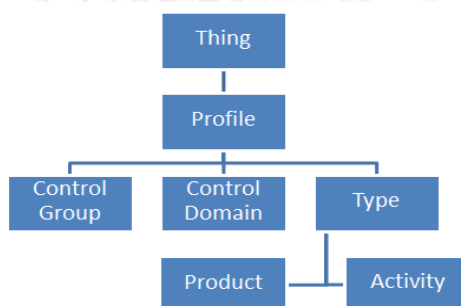 Thing
Profile
Control
Group
Control
Domain
Type
Product
Activity